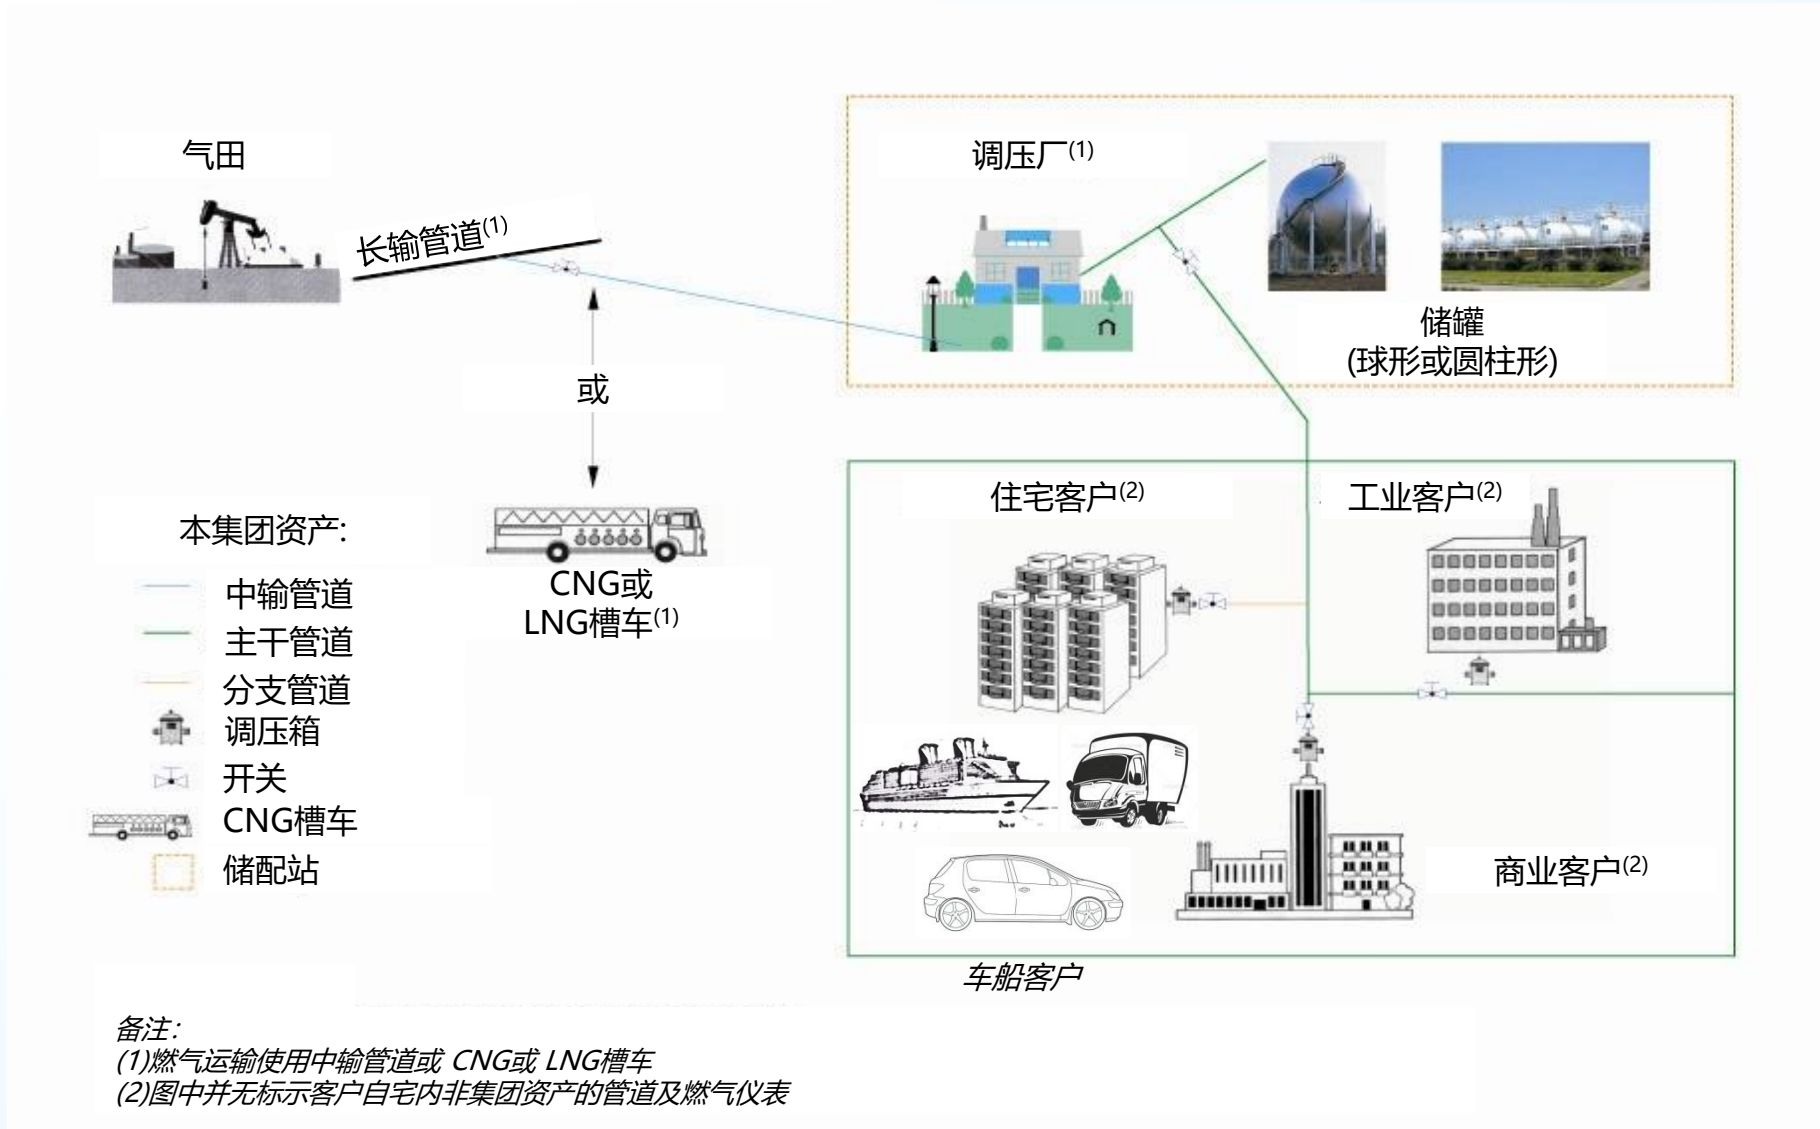 气田
长输管道(1)
调压厂(1)
储罐
(球形或圆柱形)
或
CNG或
LNG槽车(1)
本集团资产:
中输管道
主干管道
分支管道
调压箱
开关
CNG槽车
储配站
住宅客户(2)
工业客户(2)
商业客户(2)
车船客户
备注：
(1)燃气运输使用中输管道或 CNG或 LNG槽车
(2)图中并无标示客户自宅内非集团资产的管道及燃气仪表